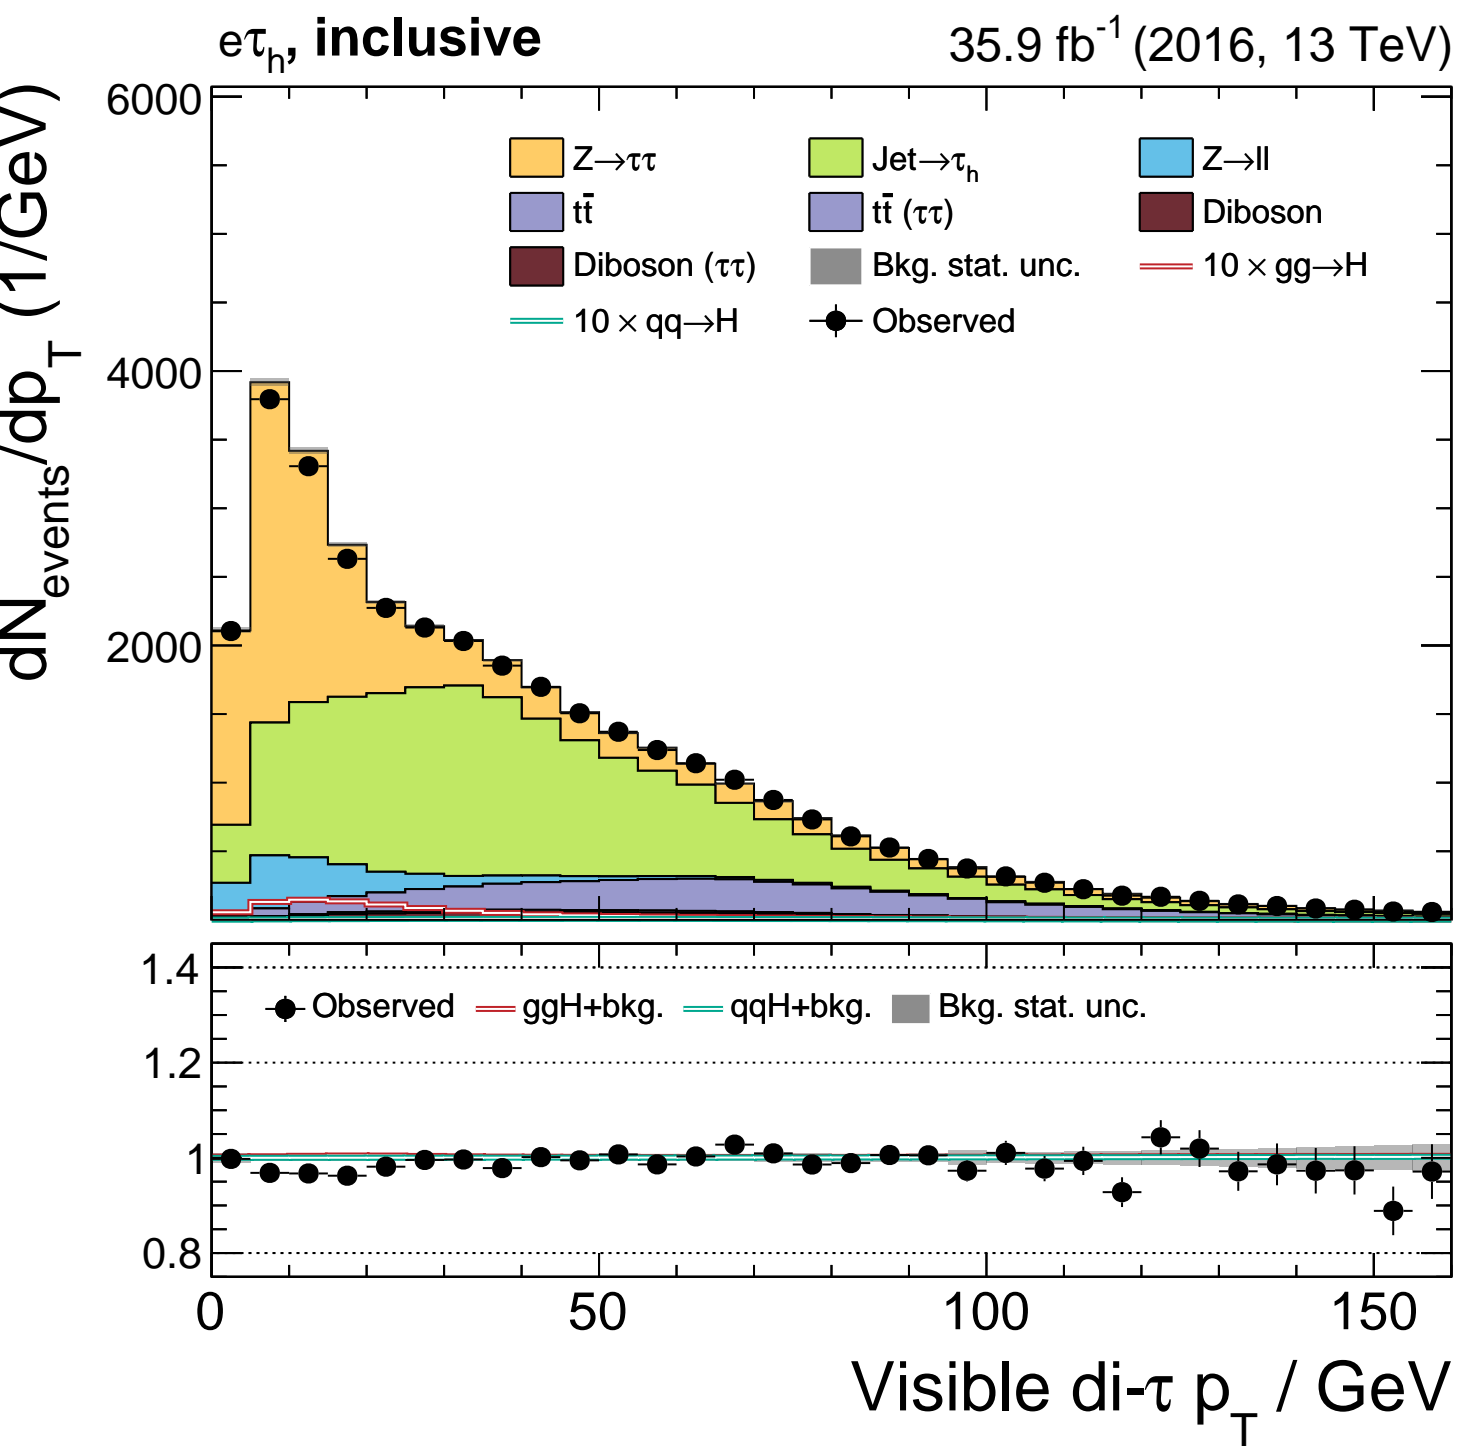 eτh, inclusive
35.9 fb-1 (2016, 13 TeV)
dNevents/dpT (1/GeV)
6000
4000
2000
Z→ττ
Jet→τh
Z→ll
tt̄
tt̄ (ττ)
Diboson
Diboson (ττ)
Bkg. stat. unc.
10 × gg→H
10 × qq→H
Observed
1.4
1.2
1
0.8
Observed
ggH+bkg.
qqH+bkg.
Bkg. stat. unc.
0
50
100
150
Visible di-τ pT / GeV